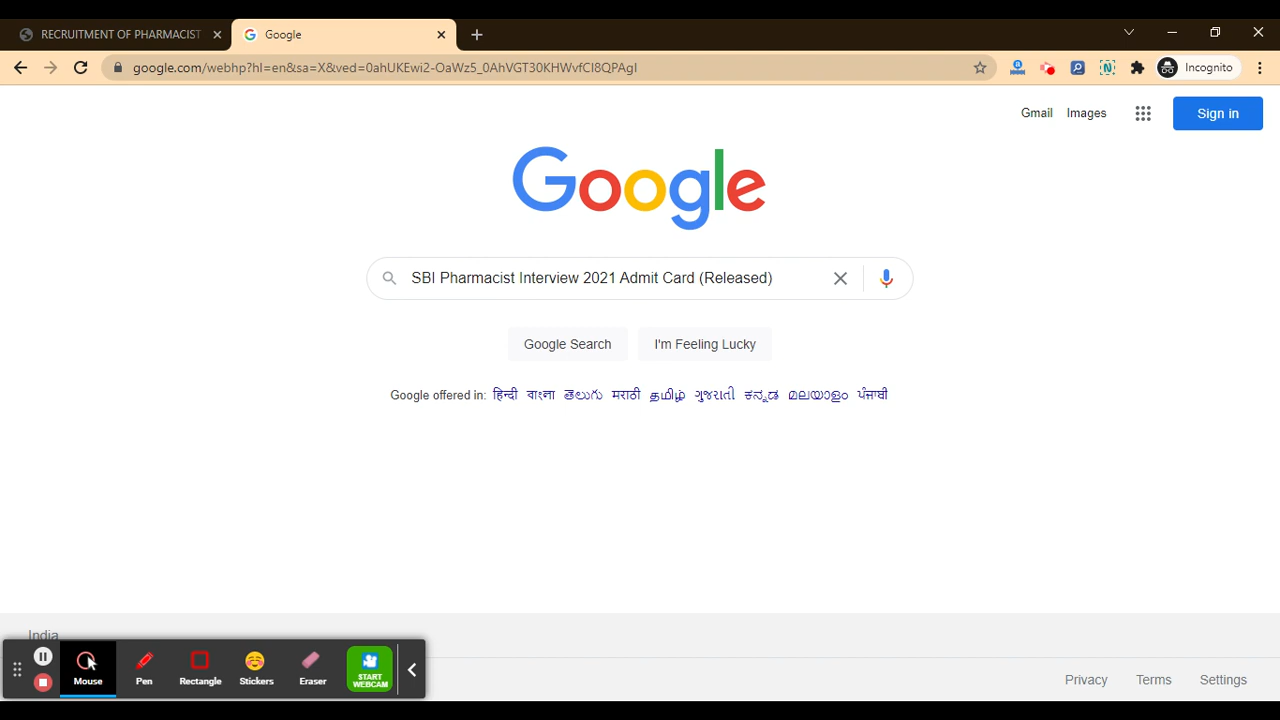 RECRUITMENT OF PHARMACIST
Google
google.com/webhp?hl=en&sa=X&ved=0ahUKEwi2-OaWz5_0AhVGT30KHWvfCI8QPAgI
Incognito
Gmail Images Sign in
Google
SBI Pharmacist Interview 2021 Admit Card (Released)
Google Search I'm Feeling Lucky
Google offered in: हिन्दी বাংলা తెలుగు मराठी தமிழ் ગુજરાતી ಕನ್ನಡ മലയാളം ਪੰਜਾਬੀ
India
Mouse Pen Rectangle Stickers Eraser START WEBCAM
Privacy Terms Settings